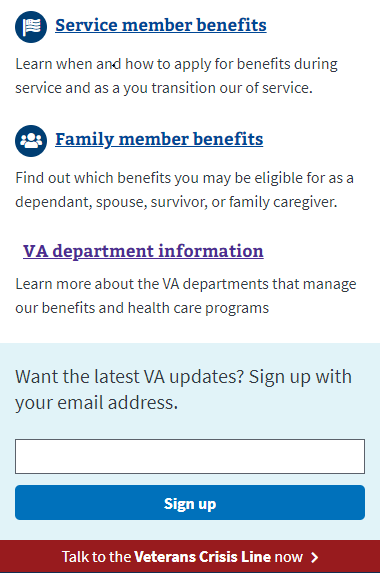 Service member benefits
Learn when and how to apply for benefits during
service and as a you transition our of service.
Family member benefits
Find out which benefits you may be eligible for as a
dependant, spouse, survivor, or family caregiver.
VA department information
Learn more about the VA departments that manage
our benefits and health care programs
Want the latest VA updates? Sign up with
your email address.
Sign up
Talk to the Veterans Crisis Line now